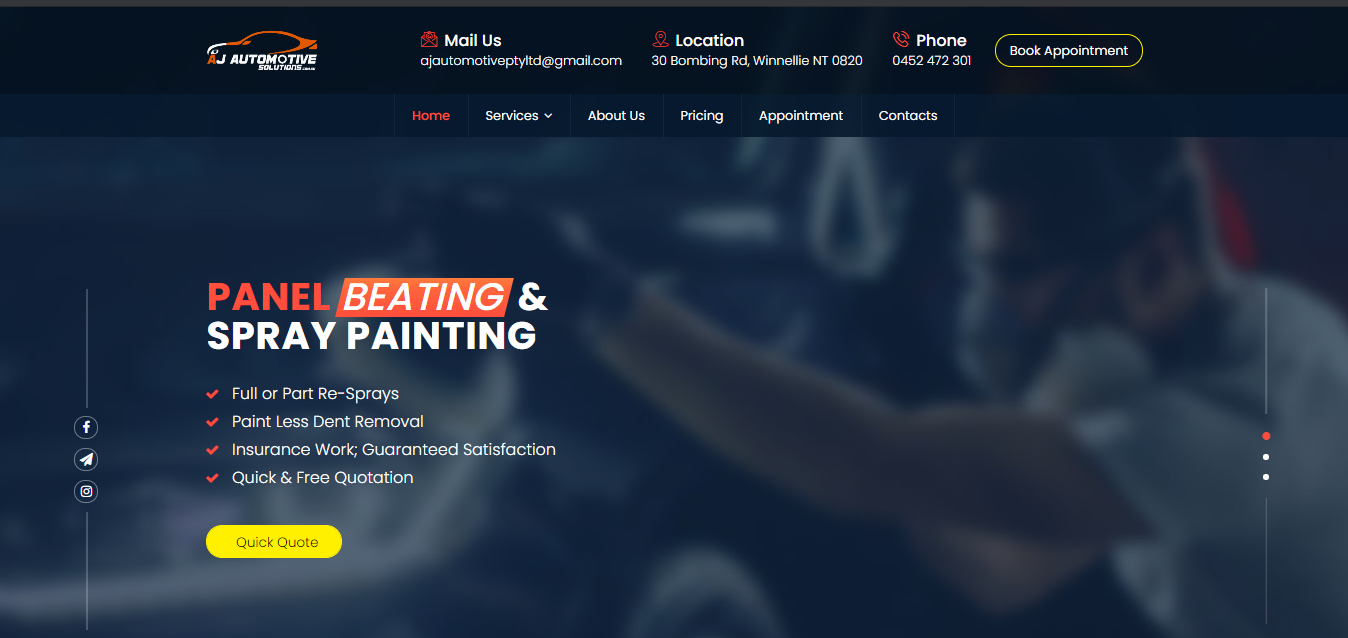 AJ AUTOMOTIVE
SOLUTIONS
Mail Us
ajautomotiveptyltd@gmail.com
Location
30 Bombing Rd, Winnellie NT 0820
Phone
0452 472 301
Book Appointment
Home
Services
About Us
Pricing
Appointment
Contacts
PANEL BEATING &
SPRAY PAINTING
Full or Part Re-Sprays
Paint Less Dent Removal
Insurance Work; Guaranteed Satisfaction
Quick & Free Quotation
Quick Quote